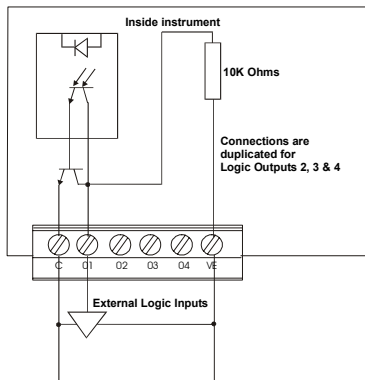 Inside instrument
10K Ohms
Connections are
duplicated for
Logic Outputs 2, 3 & 4
C 01 02 03 04 VE
External Logic Inputs